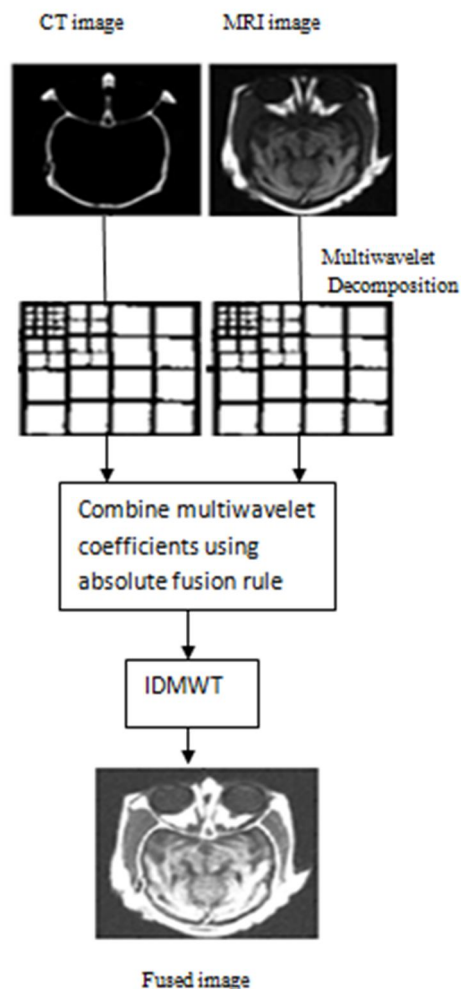 CT image
MRI image
Multiwavelet
Decomposition
Combine multiwavelet
coefficients using
absolute fusion rule
IDMWT
Fused image